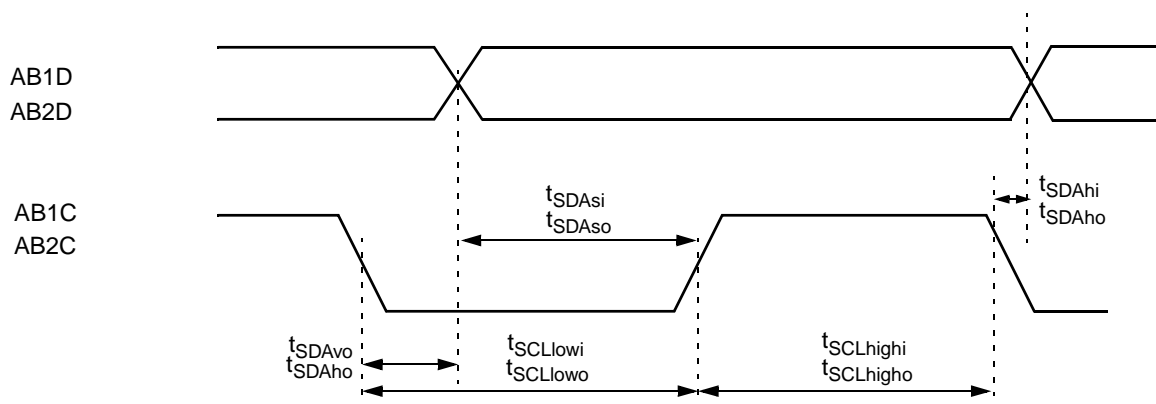 AB1D
AB2D
AB1C
AB2C
tSDAsi
tSDAso
tSDAhi
tSDAho
tSDAvo
tSDAho
tSCLlowi
tSCLlowo
tSCLhighi
tSCLhigho